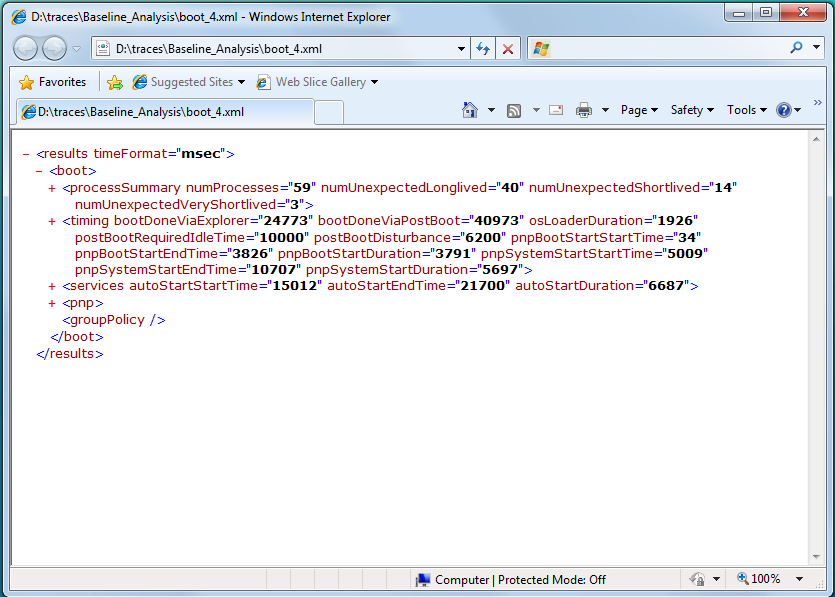 D:\traces\Baseline_Analysis\boot_4.xml - Windows Internet Explorer
D:\traces\Baseline_Analysis\boot_4.xml
Favorites Suggested Sites Web Slice Gallery
D:\traces\Baseline_Analysis\boot_4.xml Page Safety Tools »
- <results timeFormat="msec">
- <boot>
+ <processSummary numProcesses="59" numUnexpectedLonglived="40" numUnexpectedShortlived="14"
numUnexpectedVeryShortlived="3">
+ <timing bootDoneViaExplorer="24773" bootDoneViaPostBoot="40973" osLoaderDuration="1926"
postBootRequiredIdleTime="10000" postBootDisturbance="6200" pnpBootStartStartTime="34"
pnpBootStartEndTime="3826" pnpBootStartDuration="3791" pnpSystemStartStartTime="5009"
pnpSystemStartEndTime="10707" pnpSystemStartDuration="5697">
+ <services autoStartStartTime="15012" autoStartEndTime="21700" autoStartDuration="6687">
+ <pnp>
<groupPolicy />
</boot>
</results>
Computer | Protected Mode: Off 100%